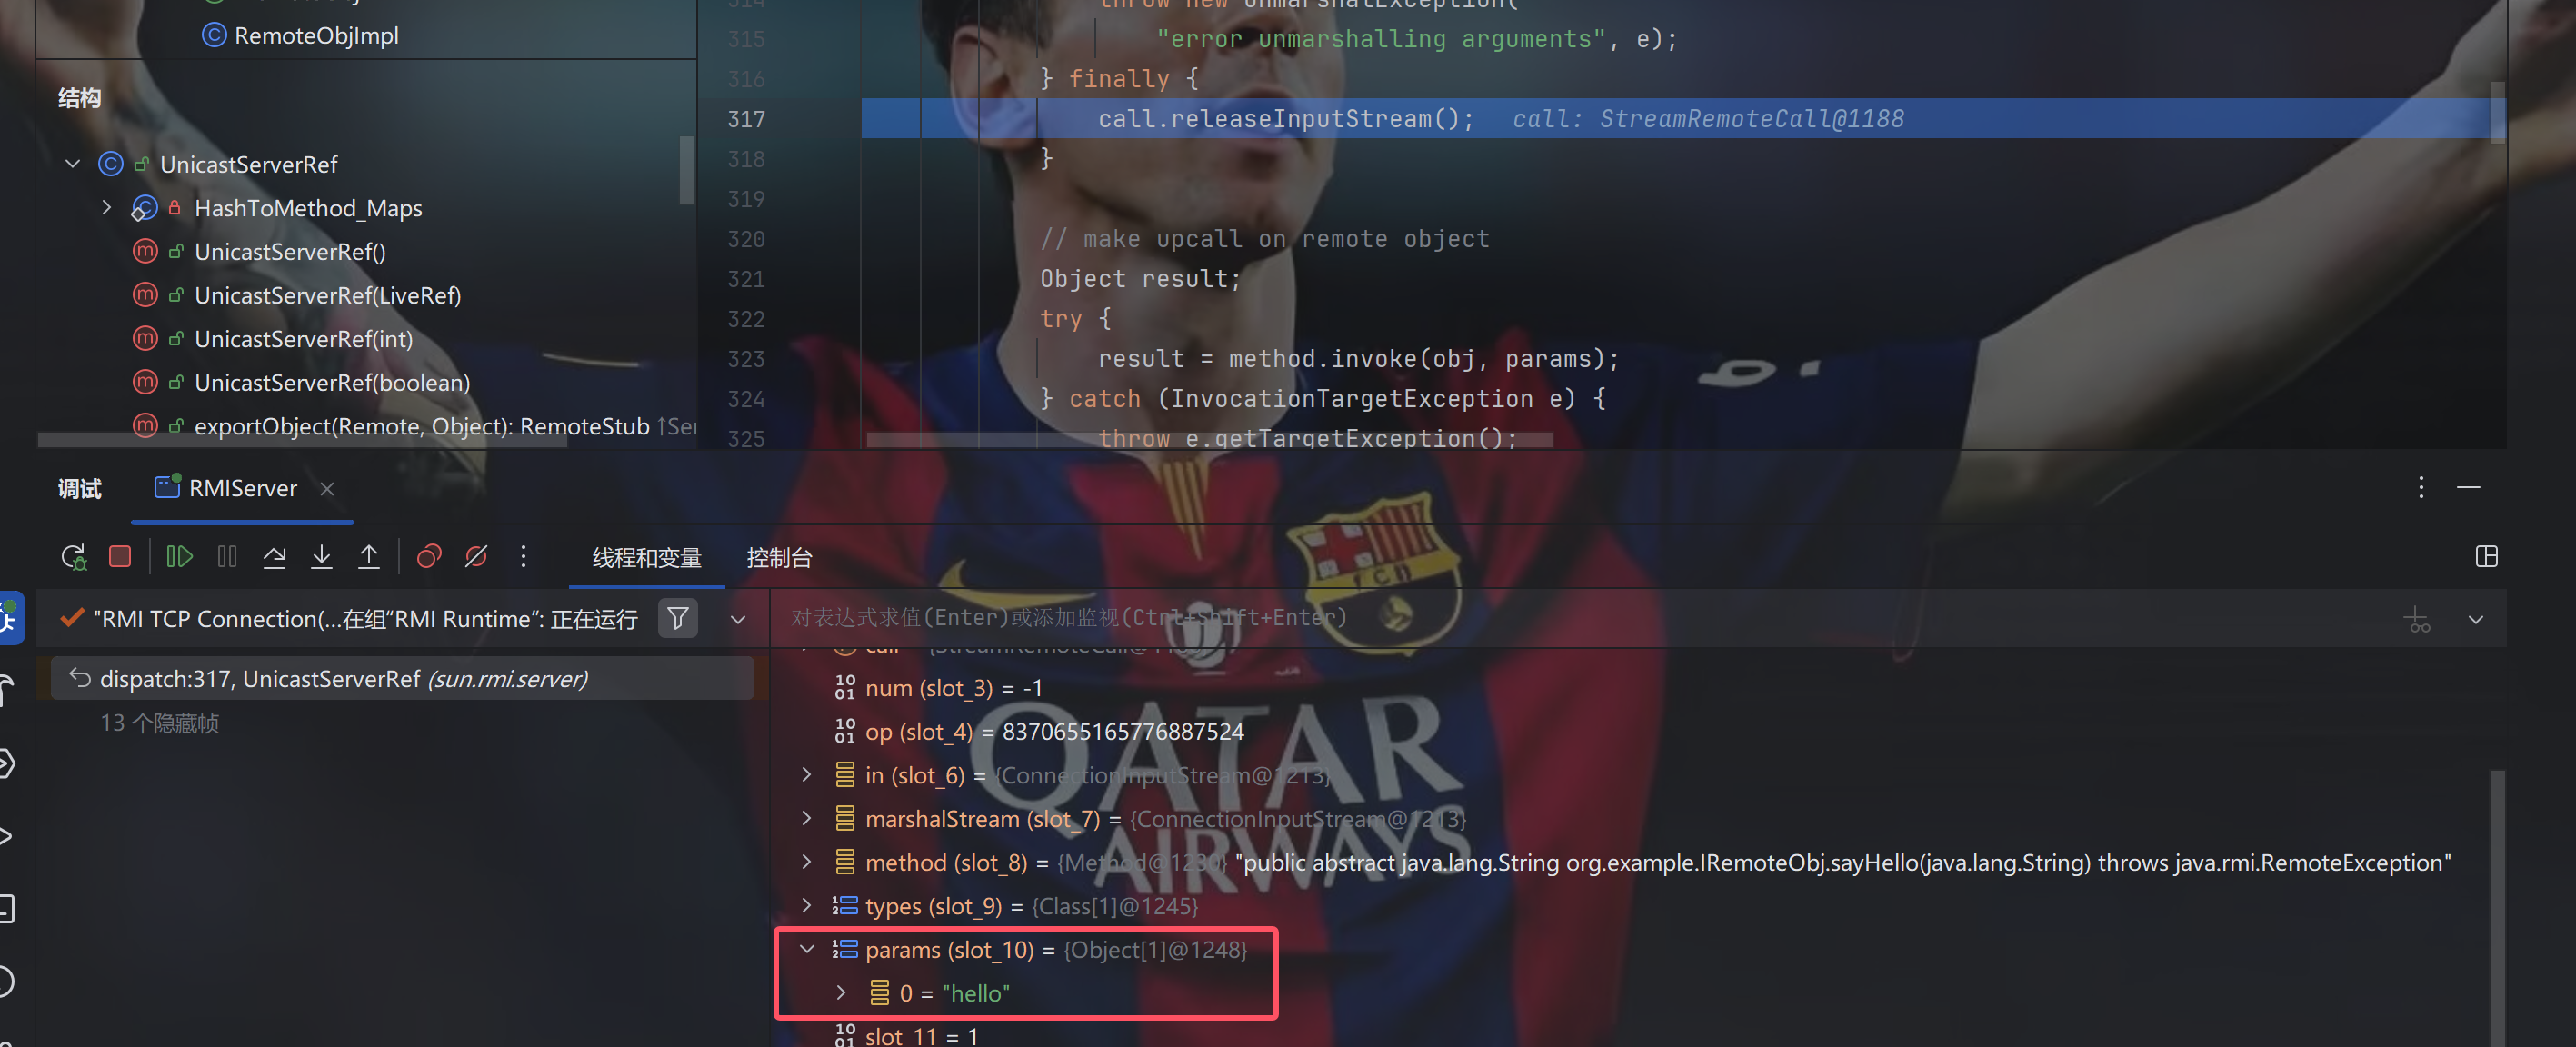 RemoteObjImpl
结构
UnicastServerRef
HashToMethod_Maps
UnicastServerRef()
UnicastServerRef(LiveRef)
UnicastServerRef(int)
UnicastServerRef(boolean)
exportObject(Remote, Object): RemoteStub ↑Ser
314 throw new UnmarshalException(
315 "error unmarshalling arguments", e);
316 } finally {
317 call.releaseInputStream(); call: StreamRemoteCall@1188
318 }
319
320 // make upcall on remote object
321 Object result;
322 try {
323 result = method.invoke(obj, params);
324 } catch (InvocationTargetException e) {
325 throw e.getTargetException();
调试 RMIServer
线程和变量 控制台
"RMI TCP Connection(...在组“RMI Runtime”: 正在运行
对表达式求值(Enter)或添加监视(Ctrl+Shift+Enter)
dispatch:317, UnicastServerRef (sun.rmi.server)
13 个隐藏帧
num (slot_3) = -1
op (slot_4) = 8370655165776887524
in (slot_6) = {ConnectionInputStream@1213}
marshalStream (slot_7) = {ConnectionInputStream@1213}
method (slot_8) = {Method@1230} "public abstract java.lang.String org.example.IRemoteObj.sayHello(java.lang.String) throws java.rmi.RemoteException"
types (slot_9) = {Class[1]@1245}
params (slot_10) = {Object[1]@1248}
0 = "hello"
slot_11 = 1
FCB
QATAR
AIRWAYS